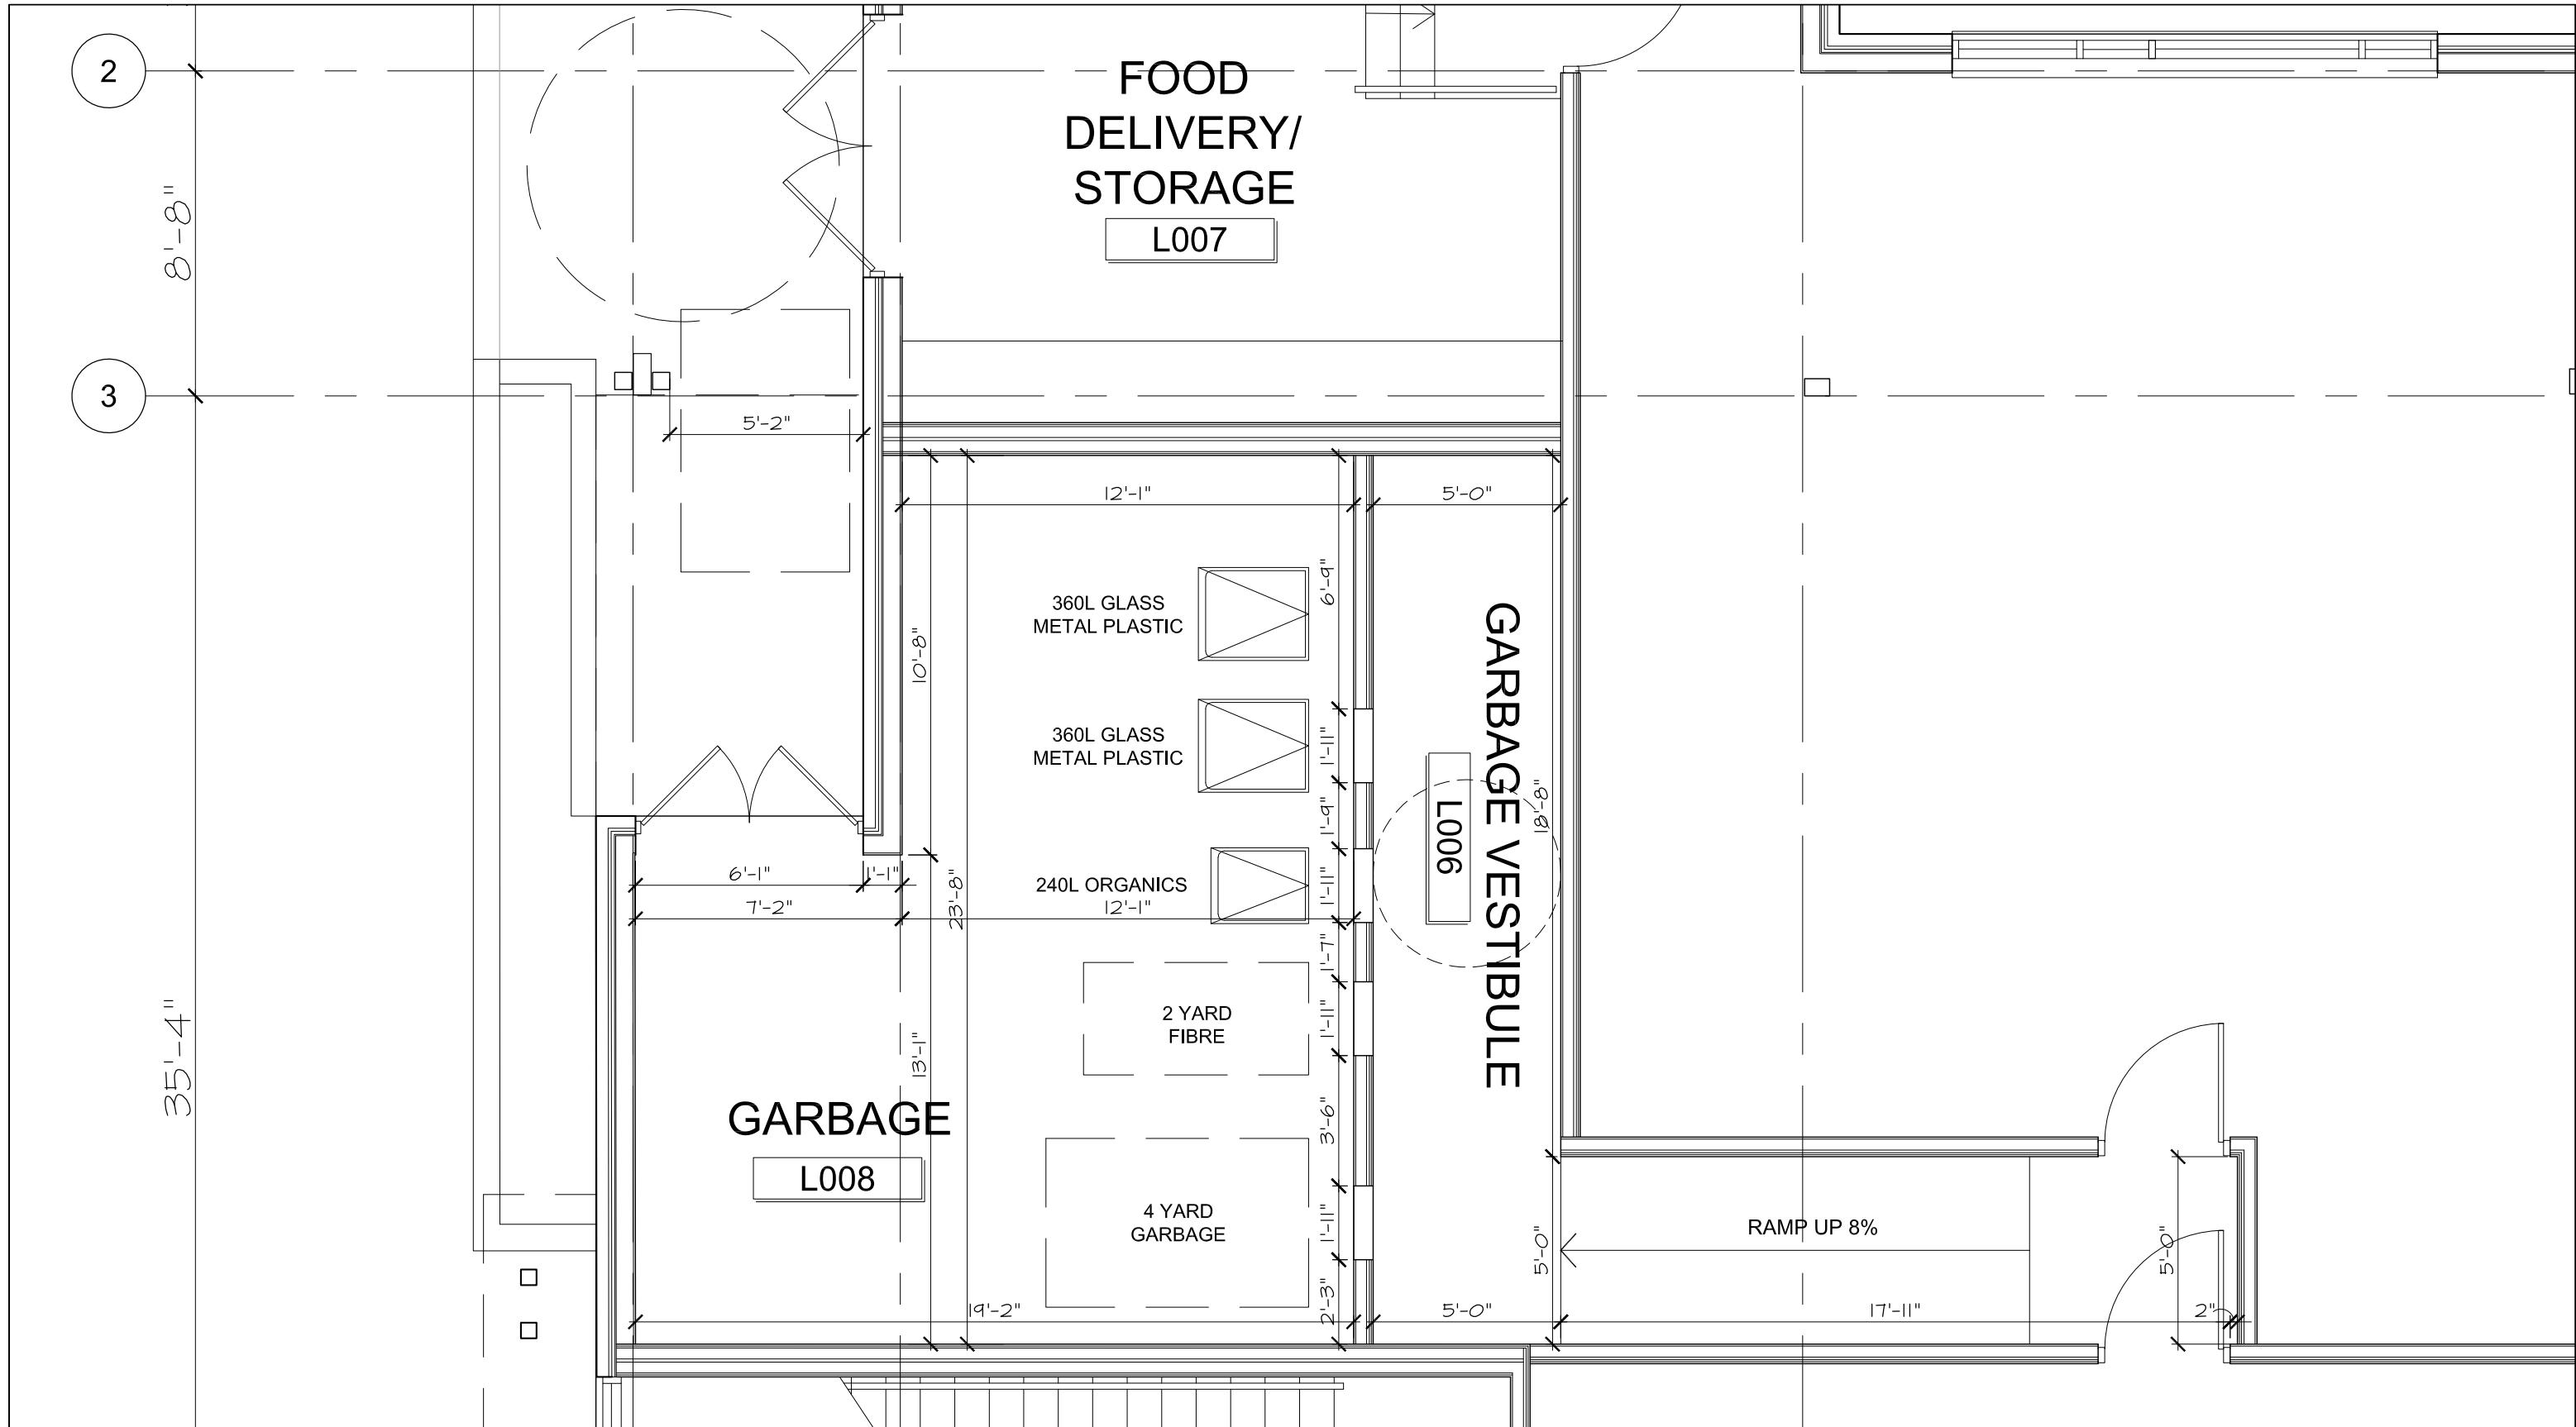 2
FOOD
DELIVERY/
STORAGE
L007
8'-8"
3
5'-2"
12'-1"
5'-0"
6'-9"
360L GLASS
METAL PLASTIC
10'-8"
360L GLASS
METAL PLASTIC
1'-11"
1'-9"
GARBAGE VESTIBULE
L006
18'-8"
6'-1"
1'-1"
7'-2"
23'-8"
240L ORGANICS
12'-1"
1'-11"
1'-7"
2 YARD
FIBRE
1'-11"
13'-1"
35'-4"
GARBAGE
L008
3'-6"
4 YARD
GARBAGE
1'-11"
RAMP UP 8%
5'-0"
5'-0"
2'-3"
19'-2"
5'-0"
17'-11"
2"